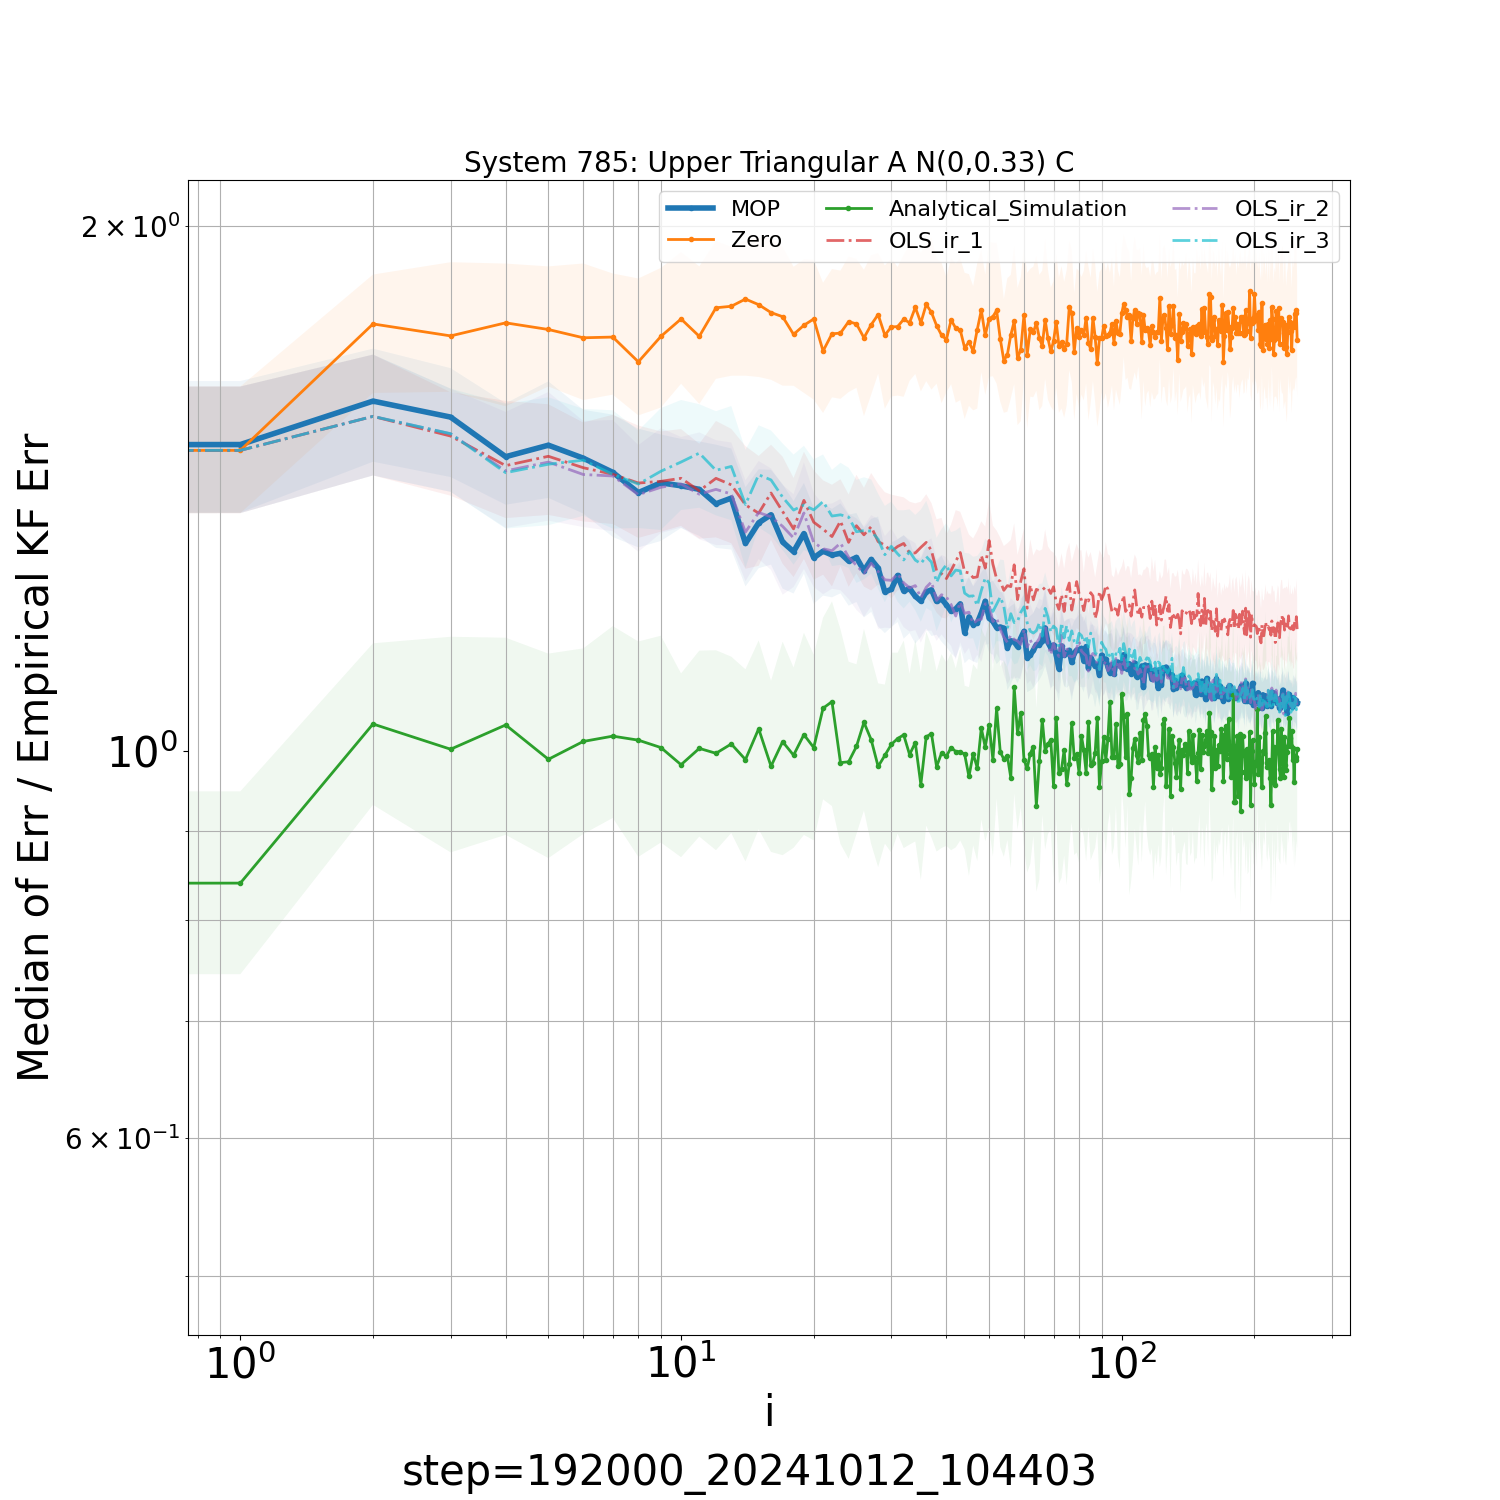 System 785: Upper Triangular A N(0,0.33) C
MOP
Zero
Analytical_Simulation
OLS_ir_1
OLS_ir_2
OLS_ir_3
Median of Err / Empirical KF Err
2 × 10⁰
10⁰
6 × 10⁻¹
10⁰ 10¹ 10²
i
step=192000_20241012_104403